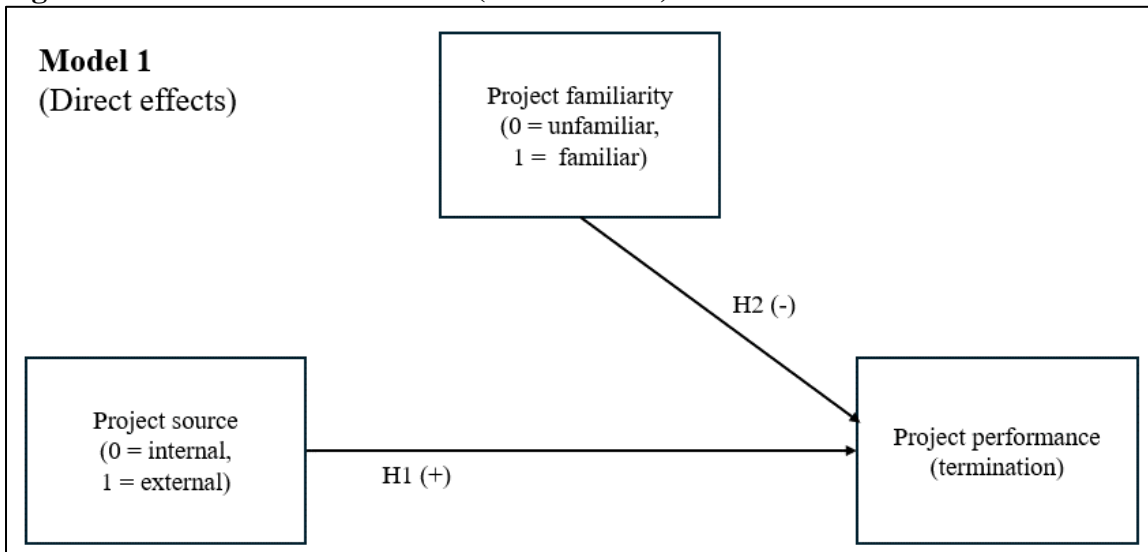 Model 1
(Direct effects)
Project familiarity
(0 = unfamiliar,
1 = familiar)
H2 (-)
Project source
(0 = internal,
1 = external)
H1 (+)
Project performance
(termination)